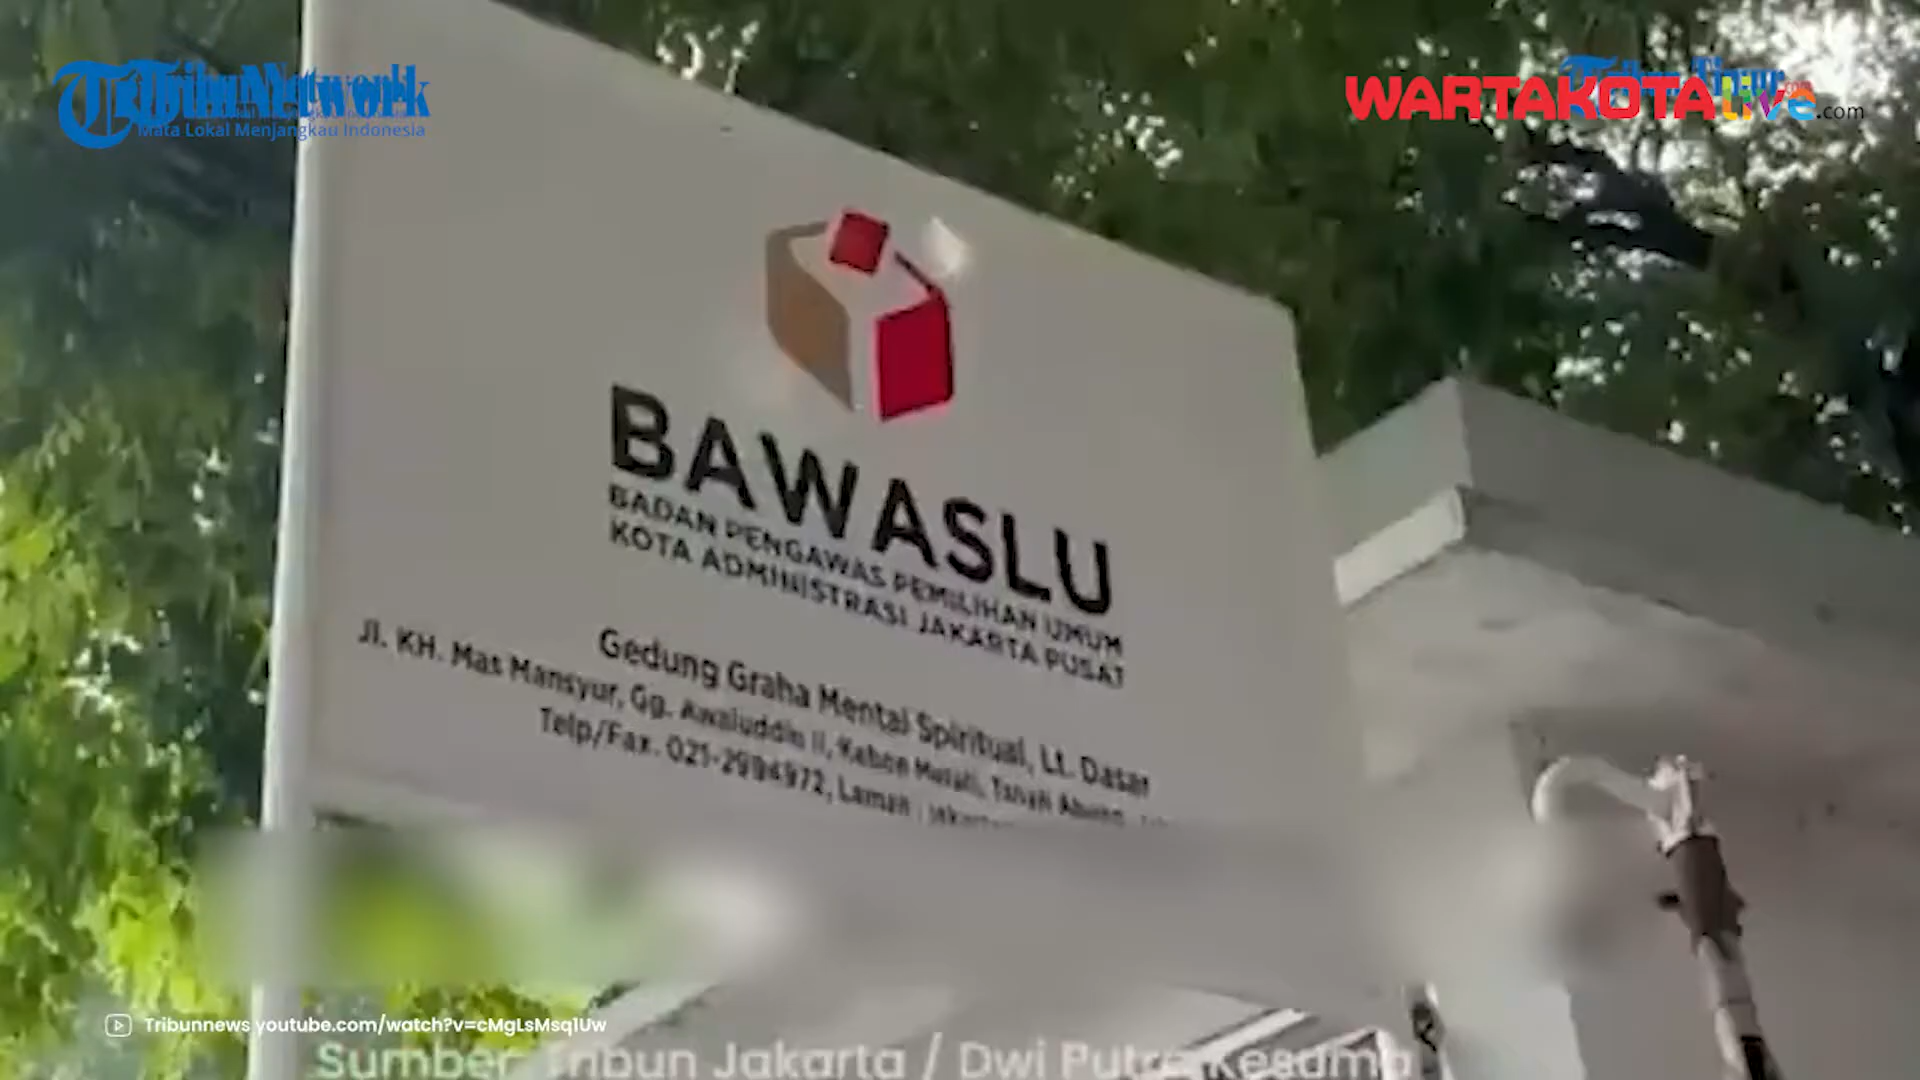 TribunNetwork
Mata Lokal Menjangkau Indonesia
WARTAKOTAlive.com
BAWASLU
BADAN PENGAWAS PEMILIHAN UMUM
KOTA ADMINISTRASI JAKARTA PUSAT
Gedung Graha Mental Spiritual, Lt. Dasar
Jl. KH. Mas Mansyur, Gg. Awaluddin II, Kebon Melati, Tanah Abang
Telp/Fax. 021-2994972, Laman :
Tribunnews youtube.com/watch?v=cMgLsMsq1Uw
Sumber: Tribun Jakarta / Dwi Putra Kesuma